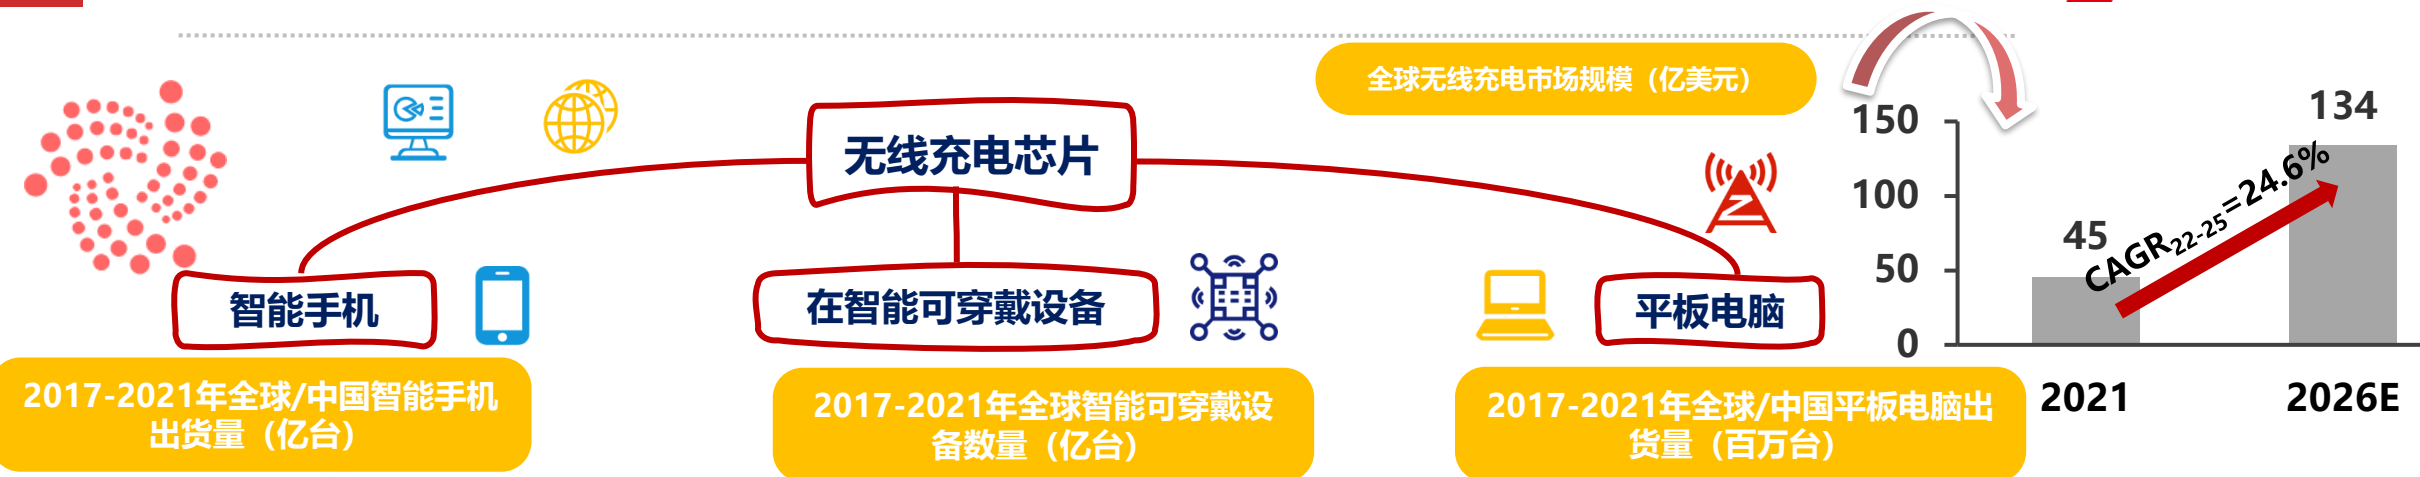 全球无线充电市场规模（亿美元）
无线充电芯片
智能手机
在智能可穿戴设备
平板电脑
2017-2021年全球/中国智能手机
出货量（亿台）
2017-2021年全球智能可穿戴设
备数量（亿台）
2017-2021年全球/中国平板电脑出
货量（百万台）
150
100
50
0
45
134
CAGR22-25=24.6%
2021
2026E